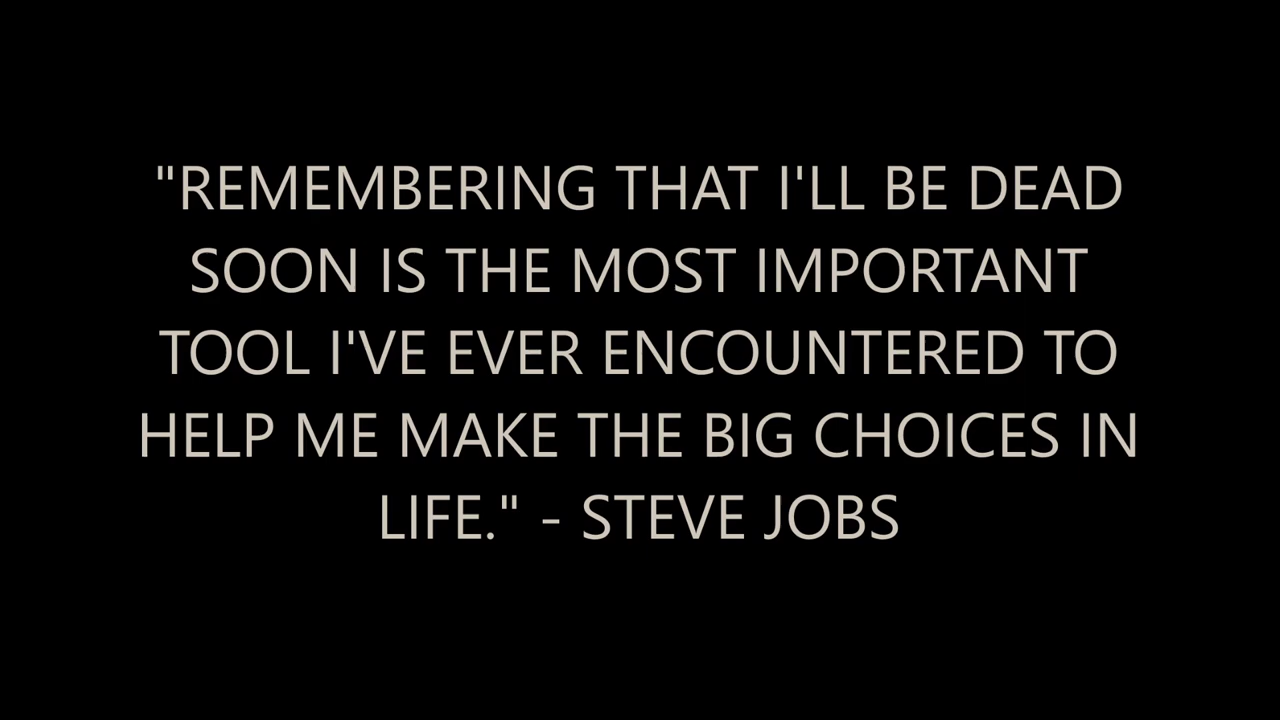 "REMEMBERING THAT I'LL BE DEAD
SOON IS THE MOST IMPORTANT
TOOL I'VE EVER ENCOUNTERED TO
HELP ME MAKE THE BIG CHOICES IN
LIFE." - STEVE JOBS